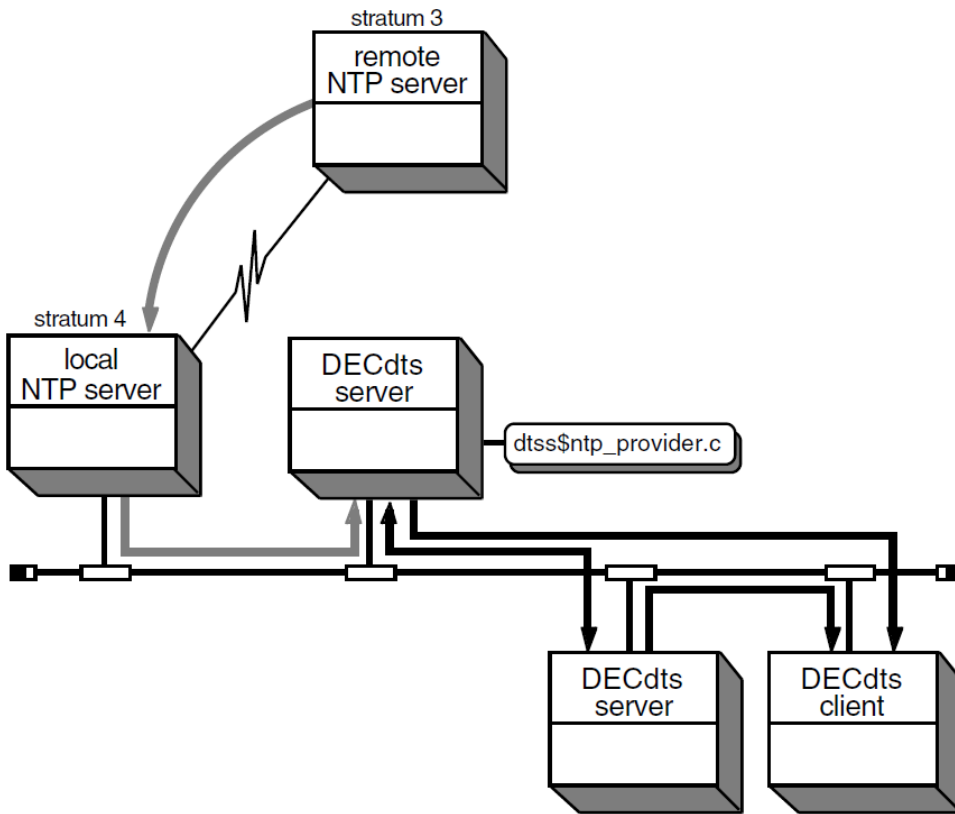 stratum 3
remote
NTP server
stratum 4
local
NTP server
DECdts
server
dtss$ntp_provider.c
DECdts
server
DECdts
client